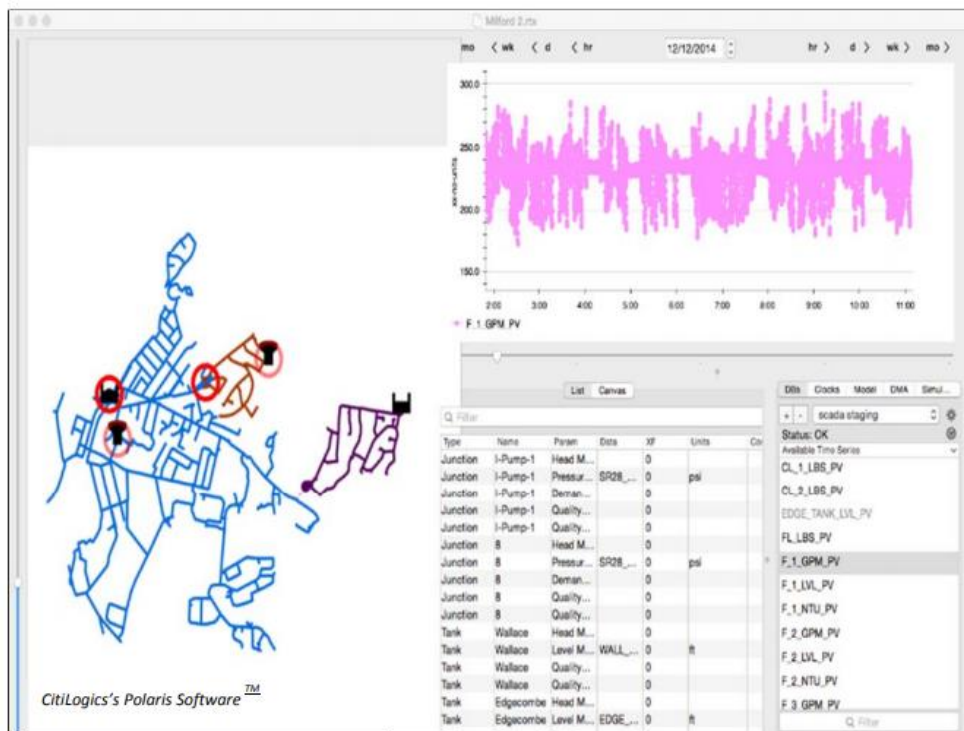 Milford 2.rtx
mo < wk < d < hr 12/12/2014 hr > d > wk > mo >
300.0
250.0
200.0
150.0
2:00 3:00 4:00 5:00 6:00 7:00 8:00 9:00 10:00 11:00
F_1_GPM_PV
List Canvas
Filter
Type Name Param Data XF Units
Junction I-Pump-1 Head M... 0
Junction I-Pump-1 Pressur... SR28_... 0 psi
Junction I-Pump-1 Deman... 0
Junction I-Pump-1 Quality... 0
Junction I-Pump-1 Quality... 0
Junction 8 Head M... 0
Junction 8 Pressur... SR28_... 0 psi
Junction 8 Deman... 0
Junction 8 Quality... 0
Junction 8 Quality... 0
Tank Wallace Head M... 0
Tank Wallace Level M... WALL_... 0 ft
Tank Wallace Quality... 0
Tank Wallace Quality... 0
Tank Edgecombe Head M... 0
Tank Edgecombe Level M... EDGE_... 0 ft
DBs Clocks Model DMA Simul...
+ - scada staging
Status: OK
Available Time Series
CL_1_LBS_PV
CL_2_LBS_PV
EDGE_TANK_LVL_PV
FL_LBS_PV
F_1_GPM_PV
F_1_LVL_PV
F_1_NTU_PV
F_2_GPM_PV
F_2_LVL_PV
F_2_NTU_PV
F_3_GPM_PV
Filter
CitiLogics's Polaris Software TM